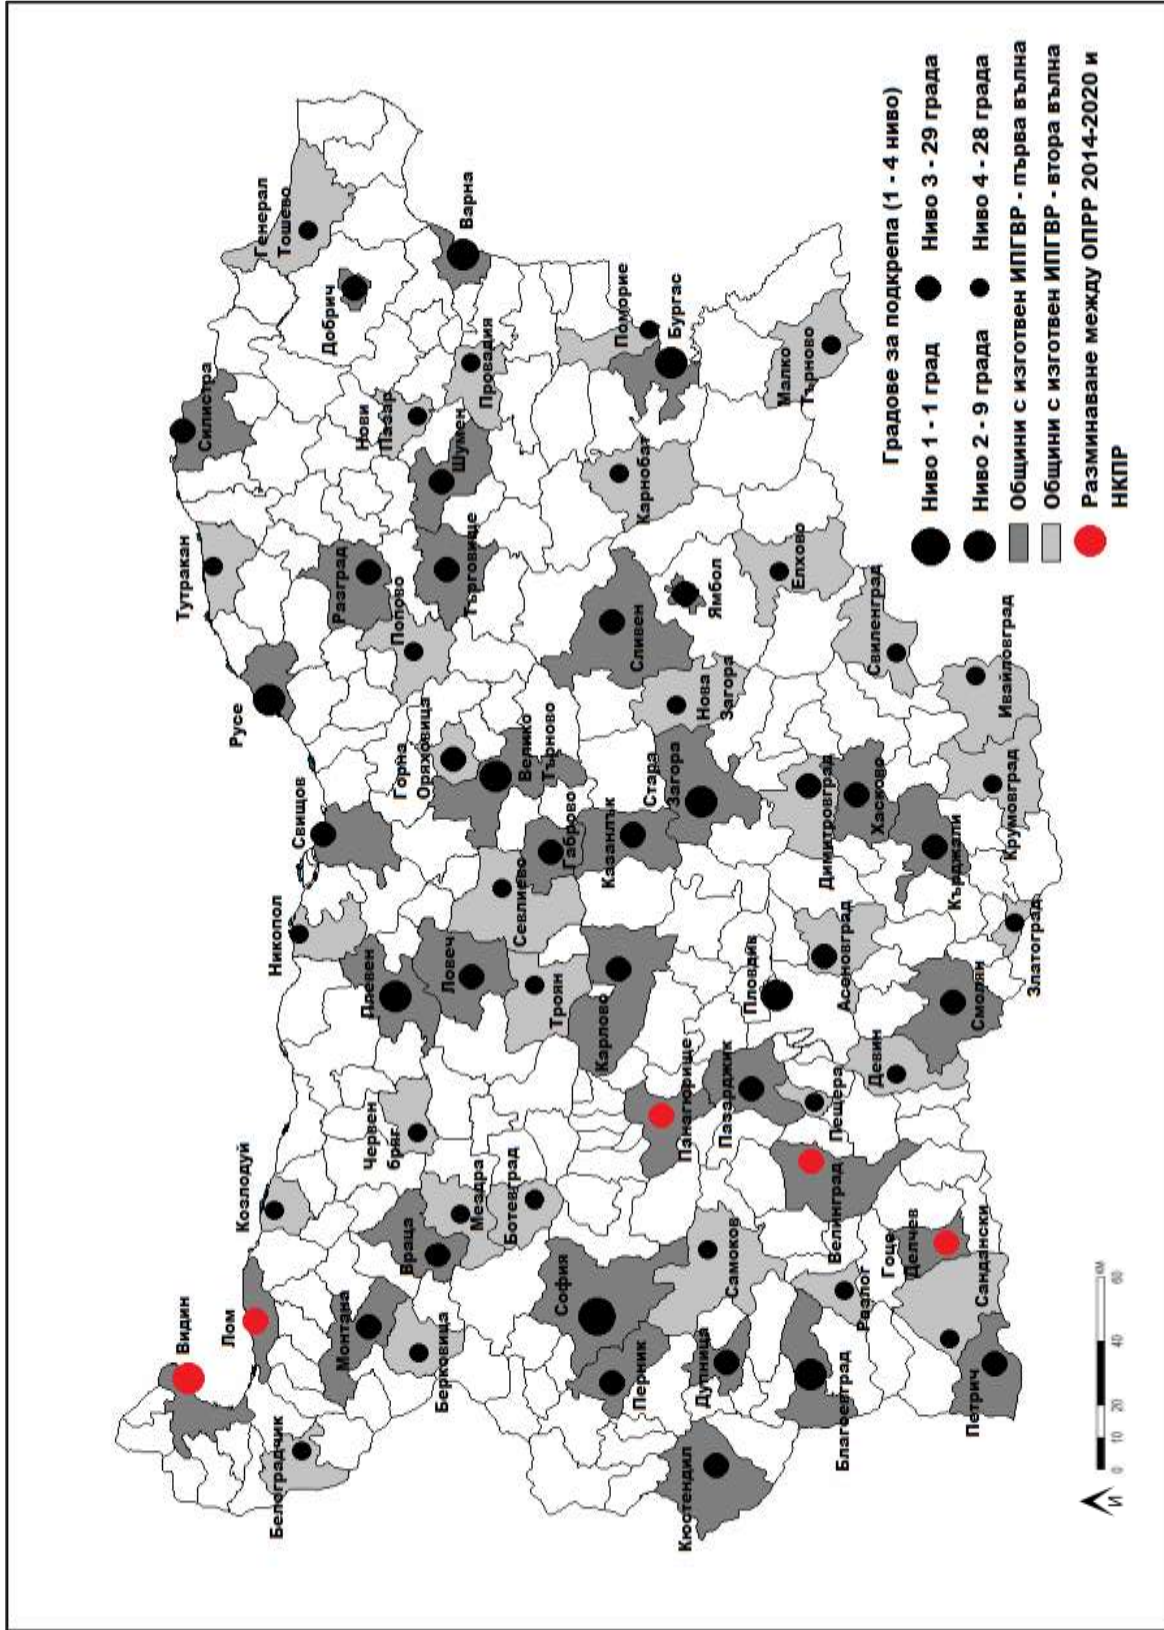 Генерал
Тошево
Силистра
Добрич
Варна
Тутракан
Нови
Пазар
Провадия
Шумен
Разград
Търговище
Попово
Русе
Поморие
Бургас
Малко
Търново
Карнобат
Елхово
Ямбол
Сливен
Свиленград
Ивайловград
Нова
Загора
Свищов
Горна
Оряховица
Велико
Търново
Стара
Загора
Габрово
Казанлък
Димитровград
Хасково
Крумовград
Кърджали
Никопол
Севлиево
Плевен
Ловеч
Троян
Карлово
Пловдив
Асеновград
Златоград
Смолян
Девин
Червен
бряг
Панагюрище
Пазарджик
Пещера
Козлодуй
Враца
Мездра
Ботевград
Велинград
Гоце
Делчев
Сандански
Видин
Лом
Монтана
Берковица
София
Перник
Самоков
Дупница
Разлог
Благоевград
Петрич
Белоградчик
Кюстендил
Градове за подкрепа (1 - 4 ниво)
Ниво 1 - 1 град
Ниво 3 - 29 града
Ниво 2 - 9 града
Ниво 4 - 28 града
Общини с изготвен ИПГВР - първа вълна
Общини с изготвен ИПГВР - втора вълна
Разминаване между ОПРР 2014-2020 и
НКПР
И
0 10 20 40 60
КМ